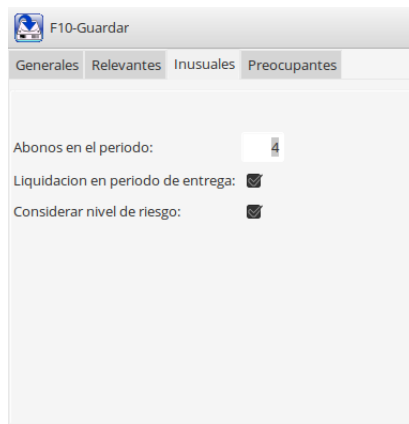 F10-Guardar
Generales Relevantes Inusuales Preocupantes
Abonos en el periodo: 4
Liquidacion en periodo de entrega:
Considerar nivel de riesgo: